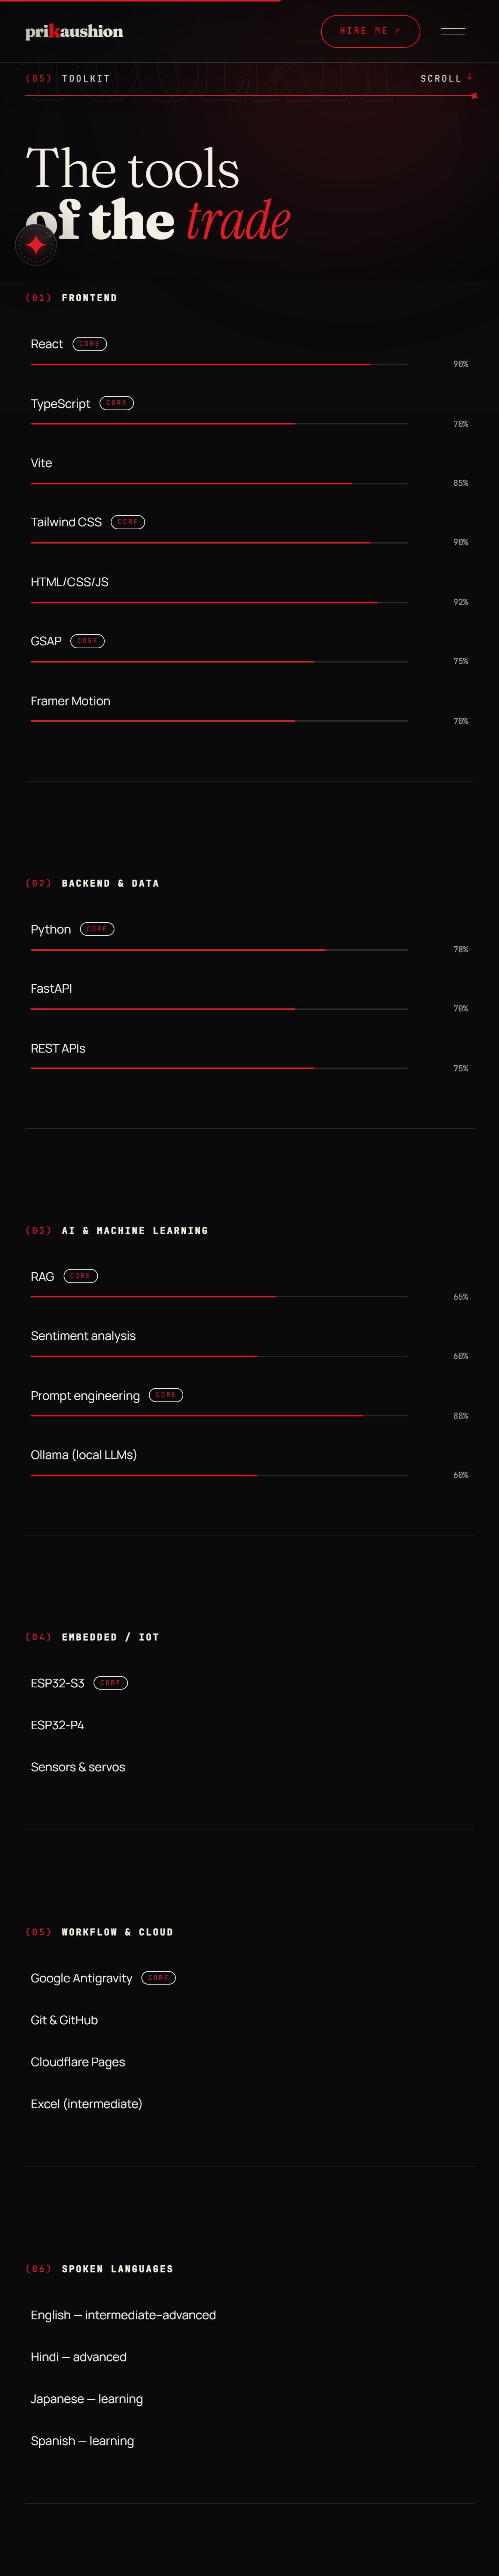 prikaushion
HIRE ME ↗
TOOLKIT
(05) TOOLKIT
SCROLL ↓
The tools
of the trade
(01) FRONTEND
React CORE
90%
TypeScript CORE
70%
Vite
85%
Tailwind CSS CORE
90%
HTML/CSS/JS
92%
GSAP CORE
75%
Framer Motion
70%
(02) BACKEND & DATA
Python CORE
78%
FastAPI
70%
REST APIs
75%
(03) AI & MACHINE LEARNING
RAG CORE
65%
Sentiment analysis
60%
Prompt engineering CORE
88%
Ollama (local LLMs)
60%
(04) EMBEDDED / IOT
ESP32-S3 CORE
ESP32-P4
Sensors & servos
(05) WORKFLOW & CLOUD
Google Antigravity CORE
Git & GitHub
Cloudflare Pages
Excel (intermediate)
(06) SPOKEN LANGUAGES
English — intermediate–advanced
Hindi — advanced
Japanese — learning
Spanish — learning